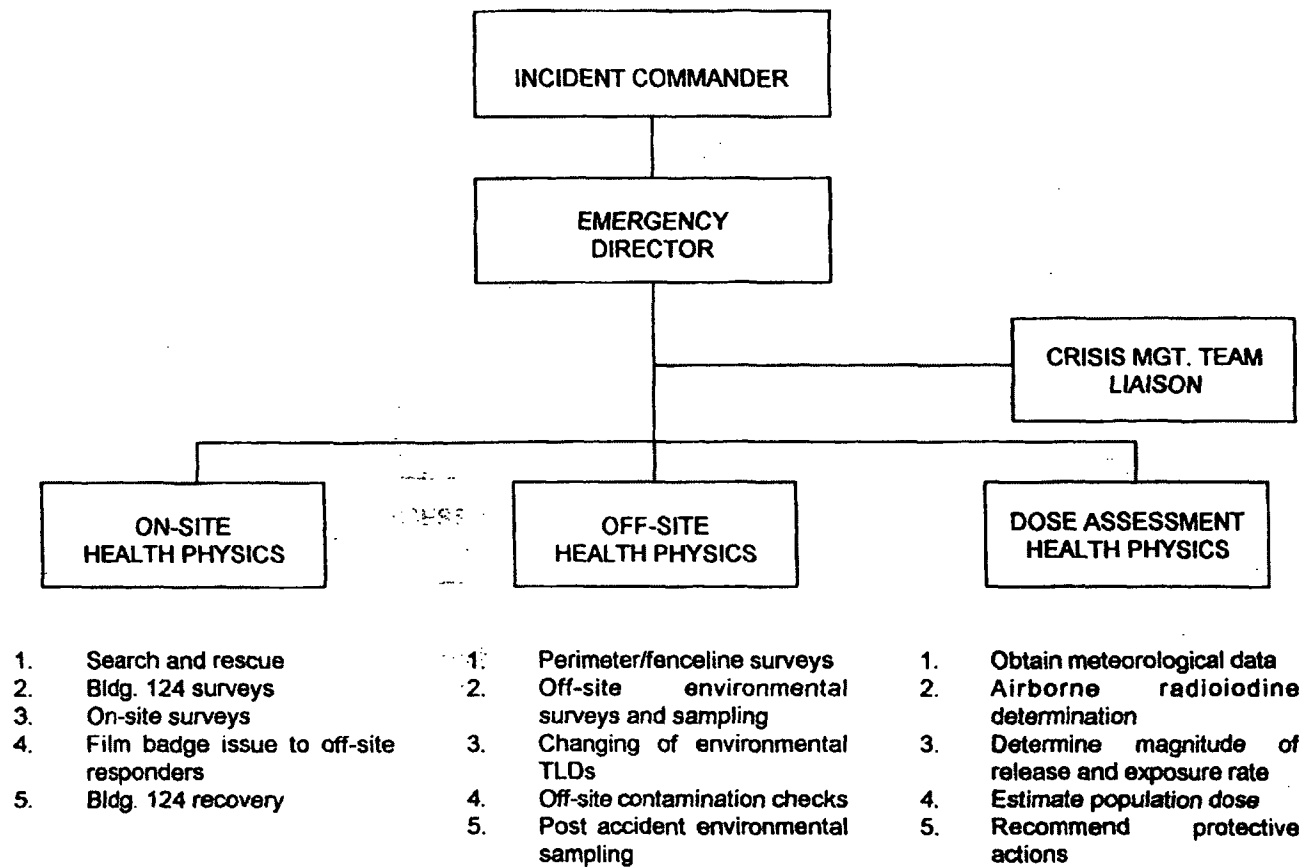 INCIDENT COMMANDER
EMERGENCY
DIRECTOR
CRISIS MGT. TEAM
LIAISON
ON-SITE
HEALTH PHYSICS
OFF-SITE
HEALTH PHYSICS
DOSE ASSESSMENT
HEALTH PHYSICS
1. Search and rescue
2. Bldg. 124 surveys
3. On-site surveys
4. Film badge issue to off-site
responders
5. Bldg. 124 recovery
1. Perimeter/fenceline surveys
2. Off-site environmental
surveys and sampling
3. Changing of environmental
TLDs
4. Off-site contamination checks
5. Post accident environmental
sampling
1. Obtain meteorological data
2. Airborne radioiodine
determination
3. Determine magnitude of
release and exposure rate
4. Estimate population dose
5. Recommend protective
actions